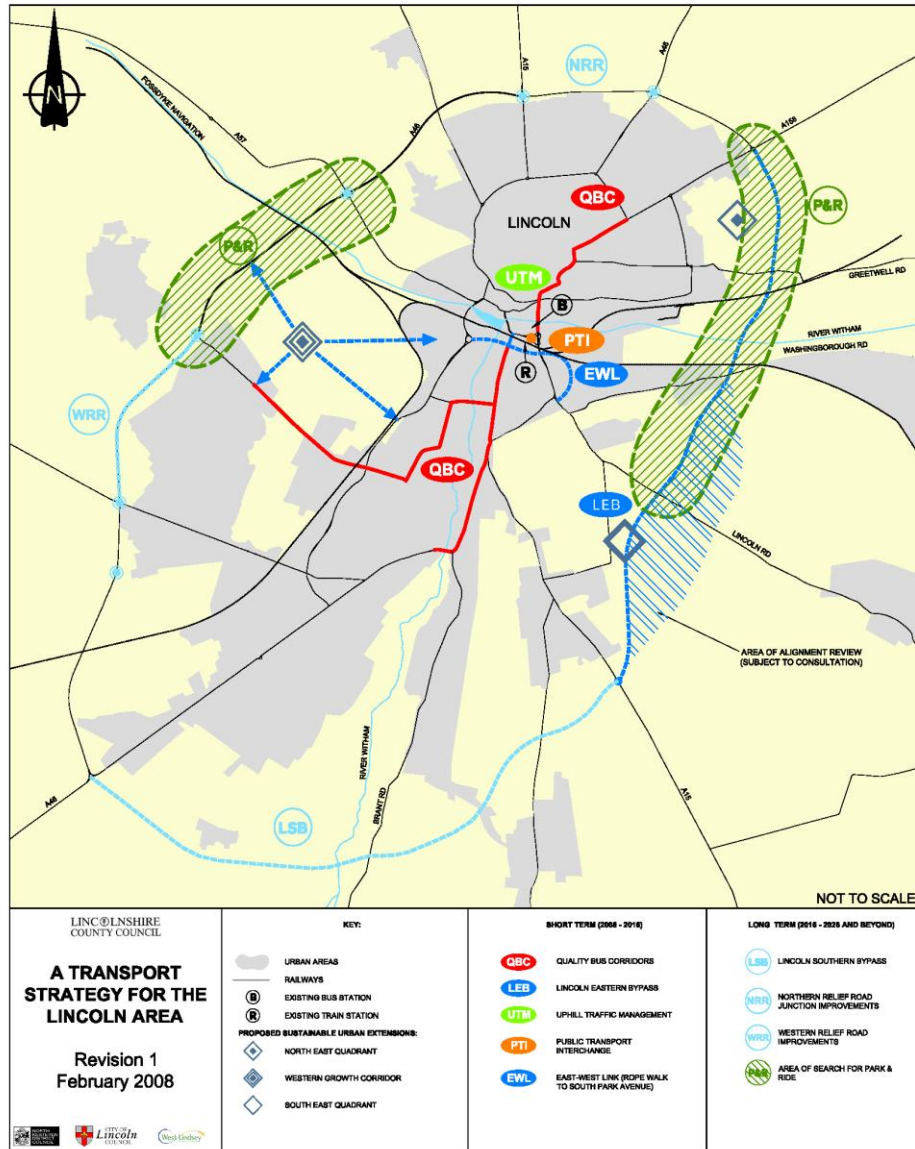 N
FOSSDYKE NAVIGATION
A57
A46
A15
NRR
A46
A158
QBC
LINCOLN
P&R
P&R
UTM
GREETWELL RD
B
RIVER WITHAM
PTI
WASHINGBOROUGH RD
R
EWL
WRR
QBC
LEB
LINCOLN RD
AREA OF ALIGNMENT REVIEW
(SUBJECT TO CONSULTATION)
RIVER WITHAM
BRANT RD
A46
LSB
A15
NOT TO SCALE
LINCOLNSHIRE
COUNTY COUNCIL
A TRANSPORT
STRATEGY FOR THE
LINCOLN AREA
Revision 1
February 2008
NORTH
KESTEVEN
DISTRICT
COUNCIL
CITY OF
Lincoln
COUNCIL
West Lindsey
KEY:
URBAN AREAS
RAILWAYS
B EXISTING BUS STATION
R EXISTING TRAIN STATION
PROPOSED SUSTAINABLE URBAN EXTENSIONS:
NORTH EAST QUADRANT
WESTERN GROWTH CORRIDOR
SOUTH EAST QUADRANT
SHORT TERM (2008 - 2016)
QBC QUALITY BUS CORRIDORS
LEB LINCOLN EASTERN BYPASS
UTM UPHILL TRAFFIC MANAGEMENT
PTI PUBLIC TRANSPORT
INTERCHANGE
EWL EAST-WEST LINK (ROPE WALK
TO SOUTH PARK AVENUE)
LONG TERM (2016 - 2026 AND BEYOND)
LSB LINCOLN SOUTHERN BYPASS
NRR NORTHERN RELIEF ROAD
JUNCTION IMPROVEMENTS
WRR WESTERN RELIEF ROAD
IMPROVEMENTS
P&R AREA OF SEARCH FOR PARK &
RIDE